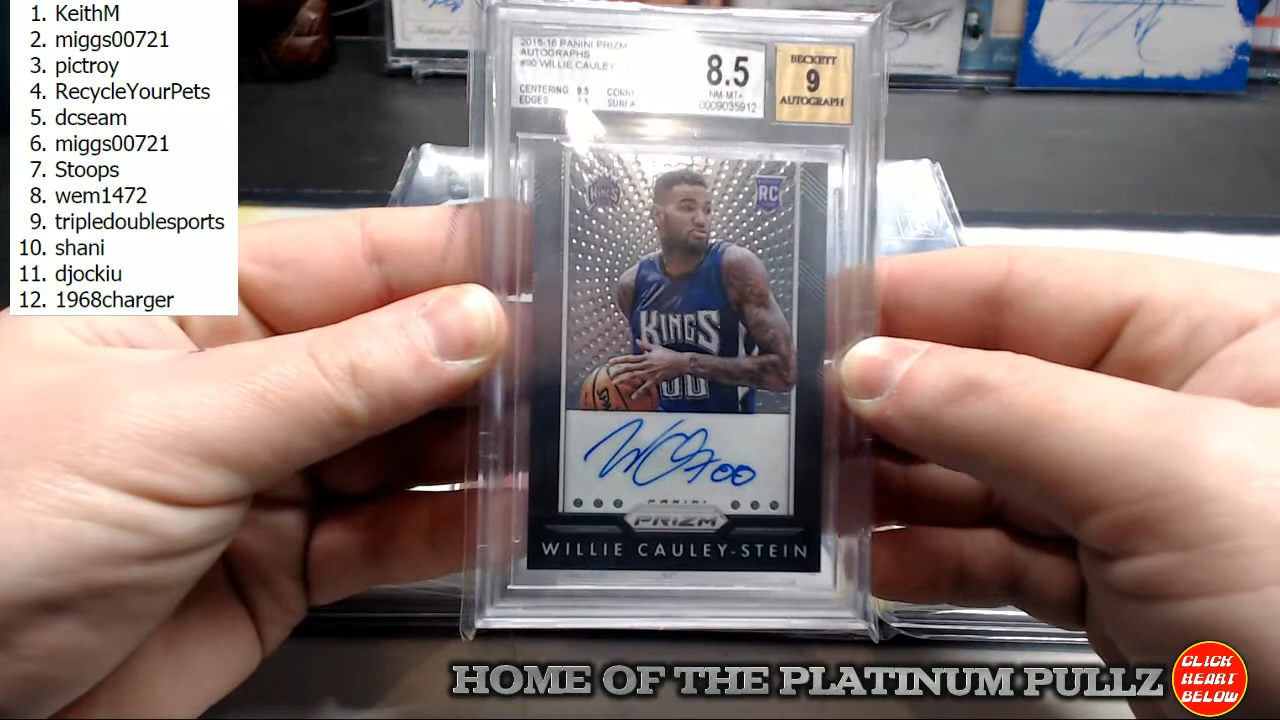 1. KeithM
2. miggs00721
3. pictroy
4. RecycleYourPets
5. dcseam
6. miggs00721
7. Stoops
8. wem1472
9. tripledoublesports
10. shani
11. djockiu
12. 1968charger
2015-16 PANINI PRIZM
AUTOGRAPHS
#90 WILLIE CAULEY
CENTERING 9.5
EDGES
8.5
NM-MT+
0009035912
BECKETT
9
AUTOGRAPH
KINGS
RC
KINGS
00
PANINI
PRIZM
WILLIE CAULEY-STEIN
HOME OF THE PLATINUM PULLZ
CLICK
HEART
BELOW